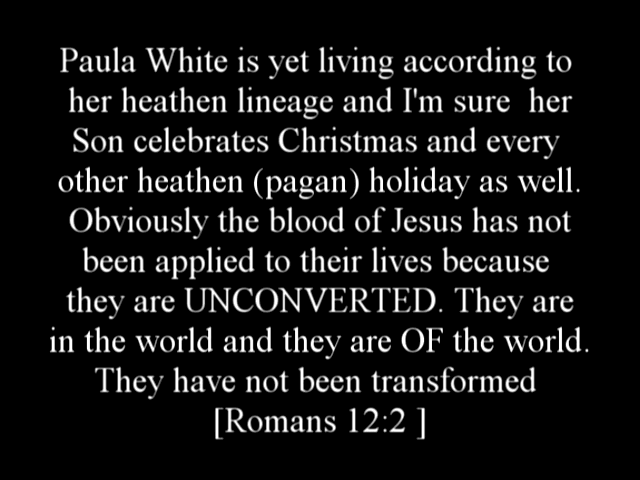 Paula White is yet living according to
her heathen lineage and I'm sure her
Son celebrates Christmas and every
other heathen (pagan) holiday as well.
Obviously the blood of Jesus has not
been applied to their lives because
they are UNCONVERTED. They are
in the world and they are OF the world.
They have not been transformed
[Romans 12:2 ]